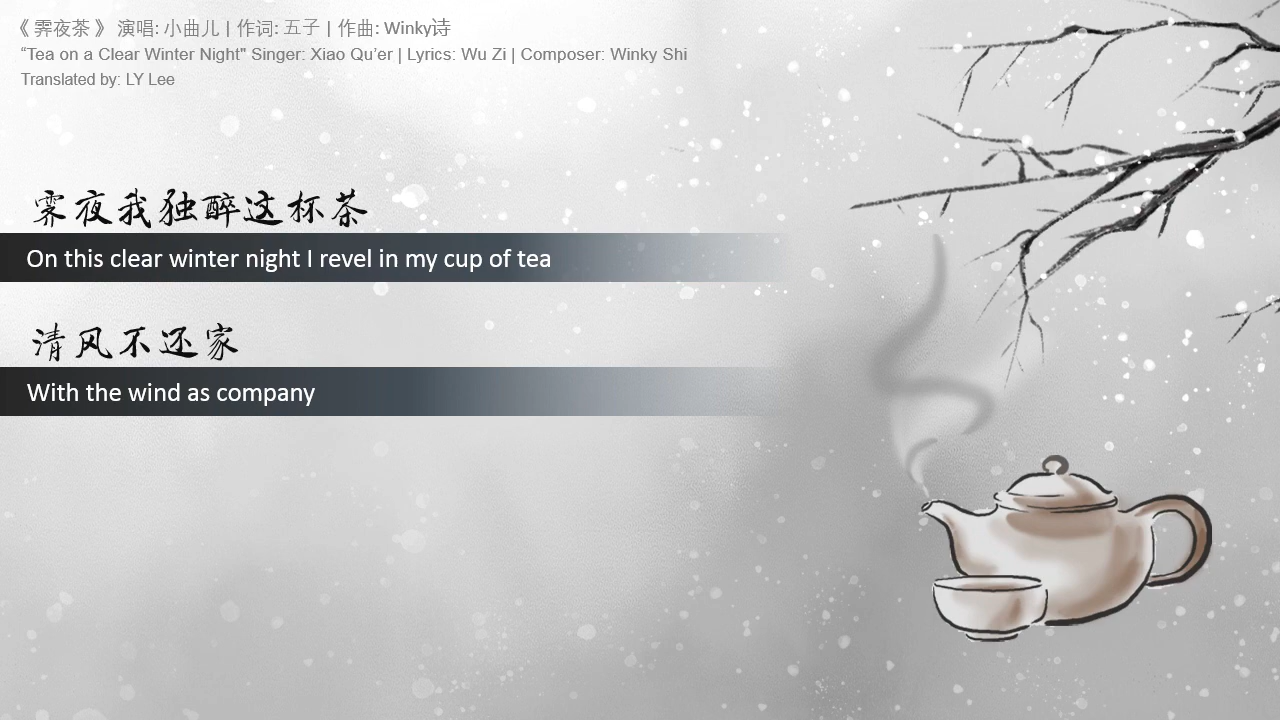 《 霁夜茶 》 演唱: 小曲儿 | 作词: 五子 | 作曲: Winky诗
“Tea on a Clear Winter Night" Singer: Xiao Qu’er | Lyrics: Wu Zi | Composer: Winky Shi
Translated by: LY Lee
霁夜我独醉这杯茶
On this clear winter night I revel in my cup of tea
清风不还家
With the wind as company